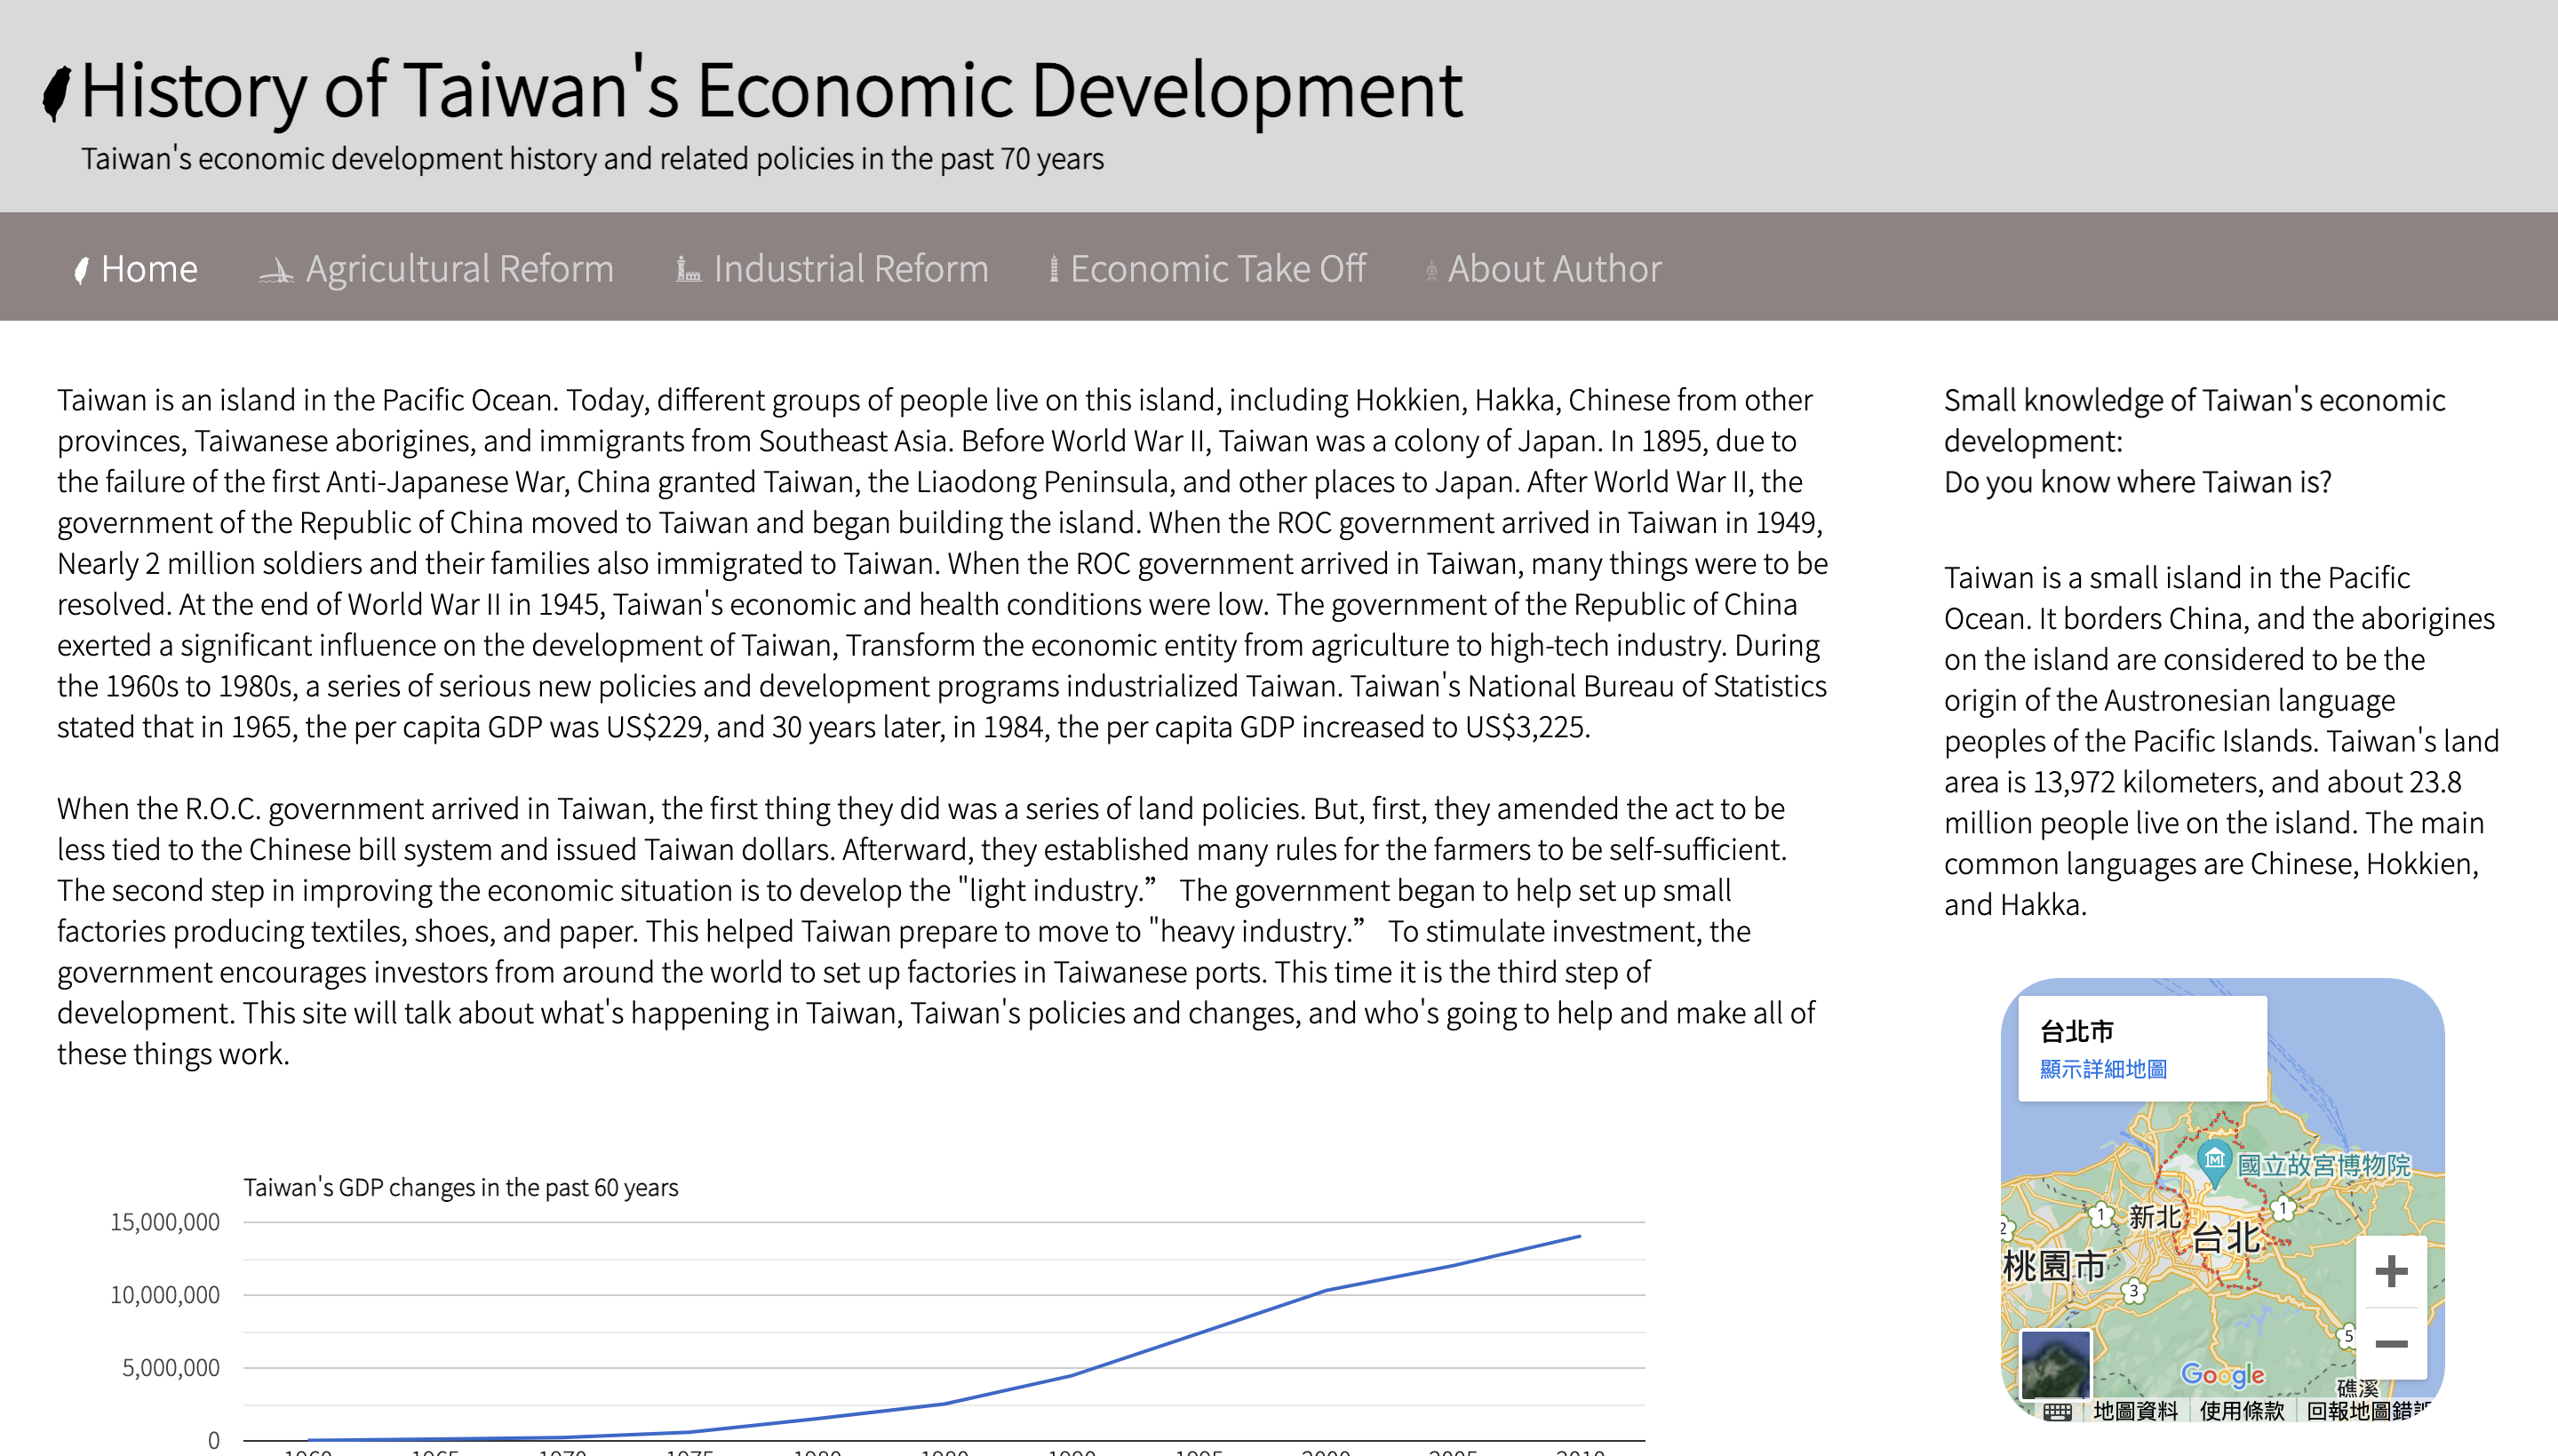 History of Taiwan's Economic Development
Taiwan's economic development history and related policies in the past 70 years
Home
Agricultural Reform
Industrial Reform
Economic Take Off
About Author
Taiwan is an island in the Pacific Ocean. Today, different groups of people live on this island, including Hokkien, Hakka, Chinese from other
provinces, Taiwanese aborigines, and immigrants from Southeast Asia. Before World War II, Taiwan was a colony of Japan. In 1895, due to
the failure of the first Anti-Japanese War, China granted Taiwan, the Liaodong Peninsula, and other places to Japan. After World War II, the
government of the Republic of China moved to Taiwan and began building the island. When the ROC government arrived in Taiwan in 1949,
Nearly 2 million soldiers and their families also immigrated to Taiwan. When the ROC government arrived in Taiwan, many things were to be
resolved. At the end of World War II in 1945, Taiwan's economic and health conditions were low. The government of the Republic of China
exerted a significant influence on the development of Taiwan, Transform the economic entity from agriculture to high-tech industry. During
the 1960s to 1980s, a series of serious new policies and development programs industrialized Taiwan. Taiwan's National Bureau of Statistics
stated that in 1965, the per capita GDP was US$229, and 30 years later, in 1984, the per capita GDP increased to US$3,225.
When the R.O.C. government arrived in Taiwan, the first thing they did was a series of land policies. But, first, they amended the act to be
less tied to the Chinese bill system and issued Taiwan dollars. Afterward, they established many rules for the farmers to be self-sufficient.
The second step in improving the economic situation is to develop the "light industry.” The government began to help set up small
factories producing textiles, shoes, and paper. This helped Taiwan prepare to move to "heavy industry.” To stimulate investment, the
government encourages investors from around the world to set up factories in Taiwanese ports. This time it is the third step of
development. This site will talk about what's happening in Taiwan, Taiwan's policies and changes, and who's going to help and make all of
these things work.
Taiwan's GDP changes in the past 60 years
15,000,000
10,000,000
5,000,000
0
1960 1965 1970 1975 1980 1980 1990 1995 2000 2005 2010
Small knowledge of Taiwan's economic
development:
Do you know where Taiwan is?
Taiwan is a small island in the Pacific
Ocean. It borders China, and the aborigines
on the island are considered to be the
origin of the Austronesian language
peoples of the Pacific Islands. Taiwan's land
area is 13,972 kilometers, and about 23.8
million people live on the island. The main
common languages are Chinese, Hokkien,
and Hakka.
台北市
顯示詳細地圖
國立故宮博物院
1
新北
1
2
台北
桃園市
3
5
Google
礁溪
地圖資料 使用條款 回報地圖錯誤